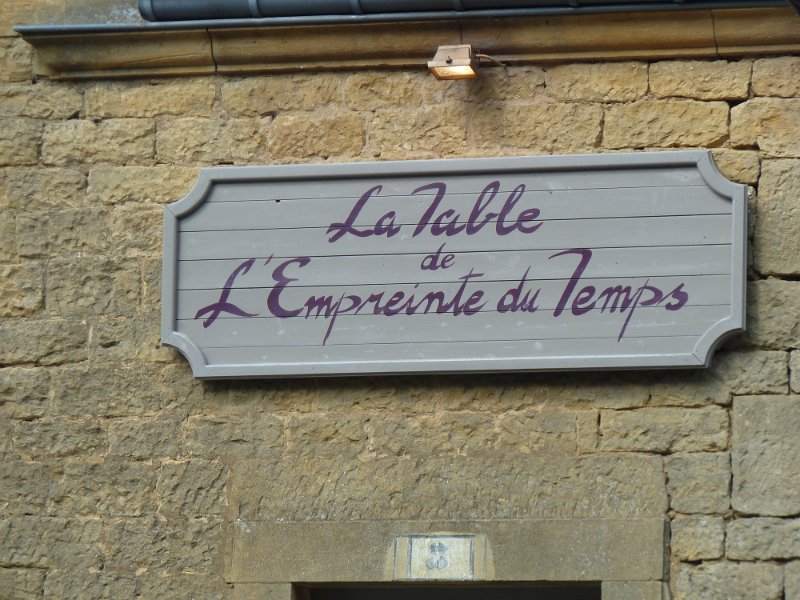 La Table
de
L'Empreinte du Temps